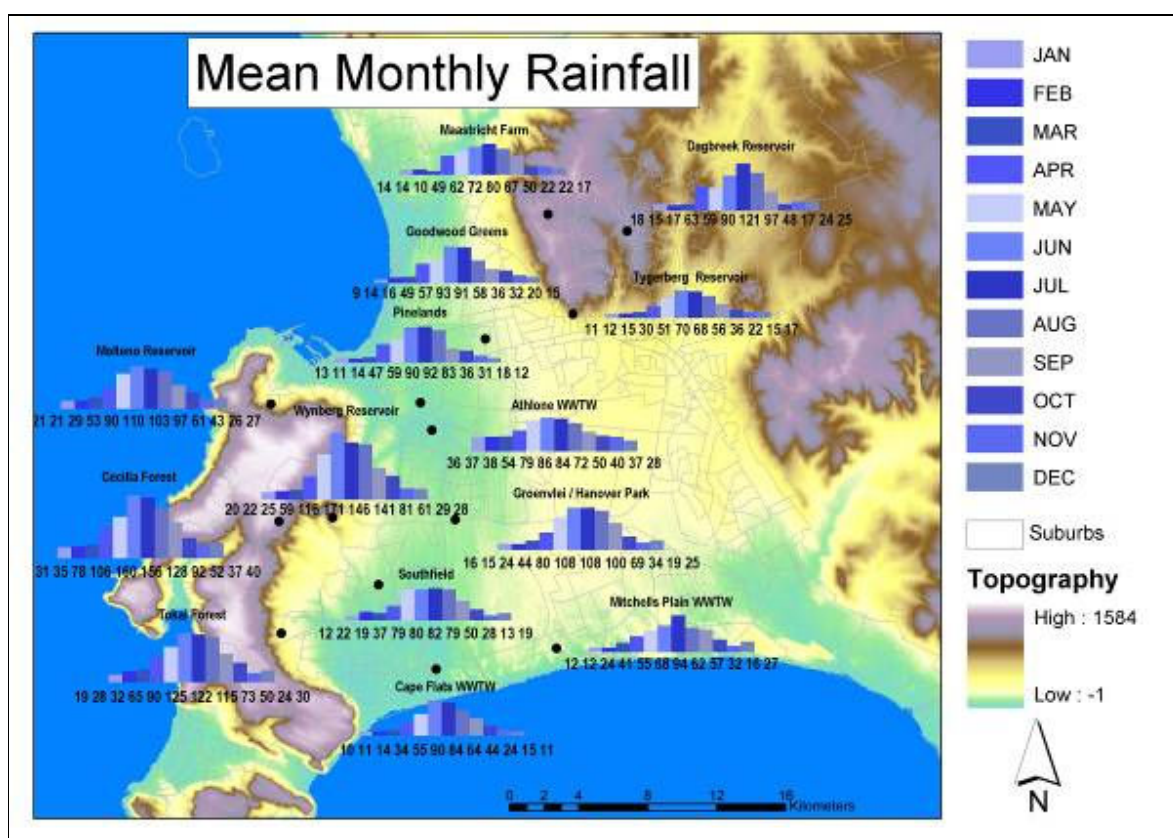 Mean Monthly Rainfall
Maastricht Farm
14 14 10 49 62 72 80 67 50 22 22 17
Dagbreek Reservoir
18 15 17 63 59 90 121 97 48 17 24 25
Goodwood Greens
9 14 16 49 57 93 91 58 36 32 20 15
Tygerberg Reservoir
11 12 15 30 51 70 68 56 36 22 15 17
Pinelands
13 11 14 47 59 90 92 83 36 31 18 12
Molteno Reservoir
21 21 29 53 90 110 103 97 61 43 26 27
Wynberg Reservoir
20 22 25 59 116 171 146 141 81 61 29 28
Athlone WWTW
36 37 38 54 79 86 84 72 50 40 37 28
Cecilia Forest
31 35 78 106 160 156 128 92 52 37 40
Groenvlei / Hanover Park
16 15 24 44 80 108 108 100 69 34 19 25
Southfield
12 22 19 37 79 80 82 79 50 28 13 19
Mitchells Plain WWTW
12 12 24 41 55 68 94 62 57 32 16 27
Tokai Forest
19 28 32 65 90 125 122 115 73 50 24 30
Cape Flats WWTW
10 11 14 34 55 90 84 64 44 24 15 11
0 2 4 8 12 16
Kilometers
JAN
FEB
MAR
APR
MAY
JUN
JUL
AUG
SEP
OCT
NOV
DEC
Suburbs
Topography
High : 1584
Low : -1
N